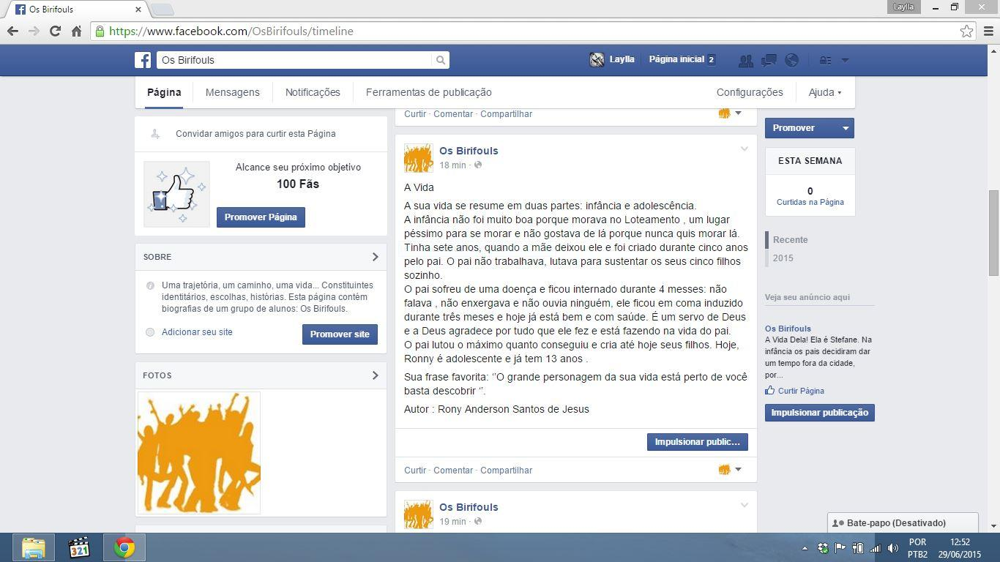 Os Birifouls
Laylla
https://www.facebook.com/OsBirifouls/timeline
Os Birifouls
Laylla
Página inicial 2
Página
Mensagens
Notificações
Ferramentas de publicação
Configurações
Ajuda
Convidar amigos para curtir esta Página
Alcance seu próximo objetivo
100 Fãs
Promover Página
SOBRE
Uma trajetória, um caminho, uma vida... Constituintes
identitários, escolhas, histórias. Esta página contém
biografias de um grupo de alunos: Os Birifouls.
Adicionar seu site
Promover site
FOTOS
Curtir · Comentar · Compartilhar
Os Birifouls
18 min ·
A Vida
A sua vida se resume em duas partes: infância e adolescência.
A infância não foi muito boa porque morava no Loteamento , um lugar
péssimo para se morar e não gostava de lá porque nunca quis morar lá.
Tinha sete anos, quando a mãe deixou ele e foi criado durante cinco anos
pelo pai. O pai não trabalhava, lutava para sustentar os seus cinco filhos
sozinho.
O pai sofreu de uma doença e ficou internado durante 4 messes: não
falava , não enxergava e não ouvia ninguém, ele ficou em coma induzido
durante três meses e hoje já está bem e com saúde. É um servo de Deus
e a Deus agradece por tudo que ele fez e está fazendo na vida do pai.
O pai lutou o máximo quanto conseguiu e cria até hoje seus filhos. Hoje,
Ronny é adolescente e já tem 13 anos .
Sua frase favorita: ‘’O grande personagem da sua vida está perto de você
basta descobrir ‘’.
Autor : Rony Anderson Santos de Jesus
Impulsionar public...
Curtir · Comentar · Compartilhar
Os Birifouls
19 min ·
Promover
ESTA SEMANA
0
Curtidas na Página
Recente
2015
Veja seu anúncio aqui
Os Birifouls
A Vida Dela! Ela é Stefane. Na
infância os pais decidiram dar
um tempo fora da cidade,
por...
Curtir Página
Impulsionar publicação
Bate-papo (Desativado)
321
POR
PTB2
12:52
29/06/2015